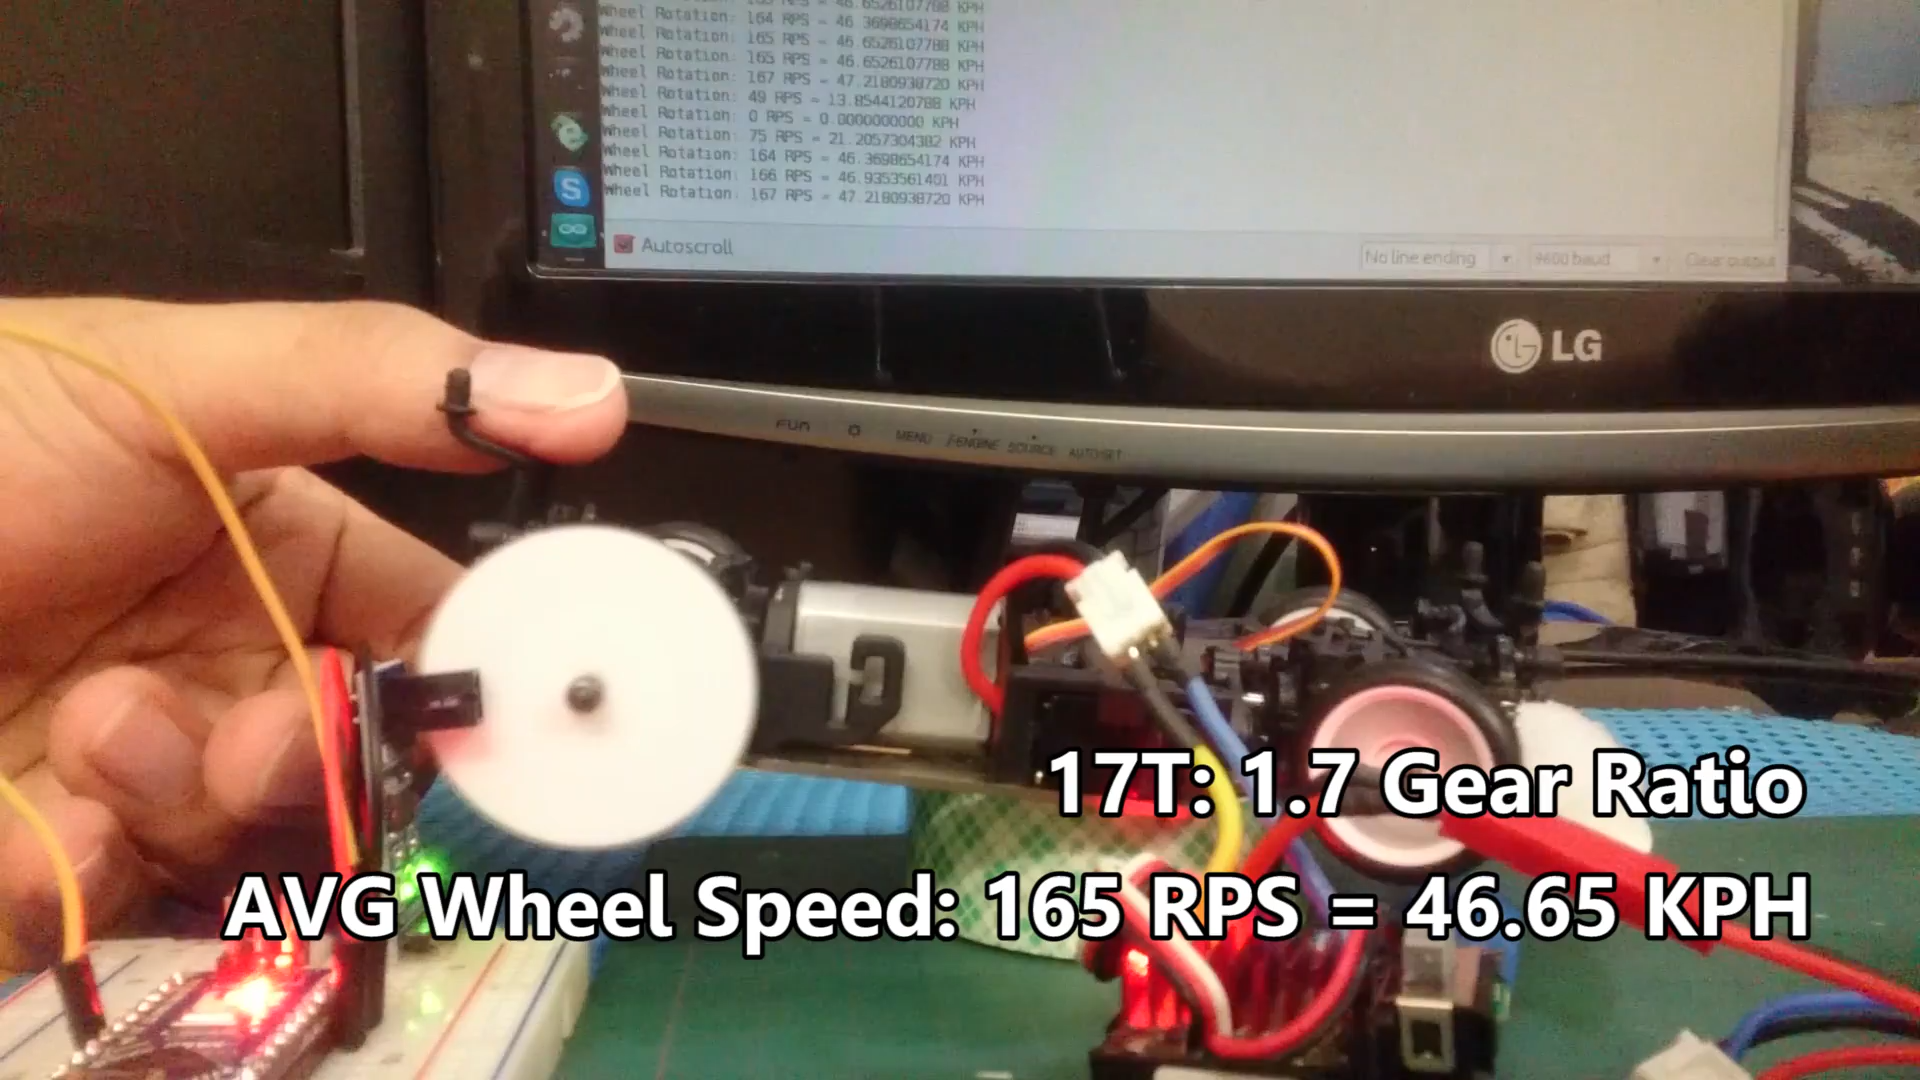 46.6526107788 KPH
Wheel Rotation: 164 RPS = 46.3698654174 KPH
Wheel Rotation: 165 RPS = 46.6526107788 KPH
Wheel Rotation: 165 RPS = 46.6526107788 KPH
Wheel Rotation: 167 RPS = 47.2180938720 KPH
Wheel Rotation: 49 RPS = 13.8544120788 KPH
Wheel Rotation: 0 RPS = 0.0000000000 KPH
Wheel Rotation: 75 RPS = 21.2057304382 KPH
Wheel Rotation: 164 RPS = 46.3698654174 KPH
Wheel Rotation: 166 RPS = 46.9353561401 KPH
Wheel Rotation: 167 RPS = 47.2180938720 KPH
S
Autoscroll
No line ending
9600 baud
Clear output
LG
FUN MENU F-ENGINE SOURCE AUTO/SET
17T: 1.7 Gear Ratio
AVG Wheel Speed: 165 RPS = 46.65 KPH